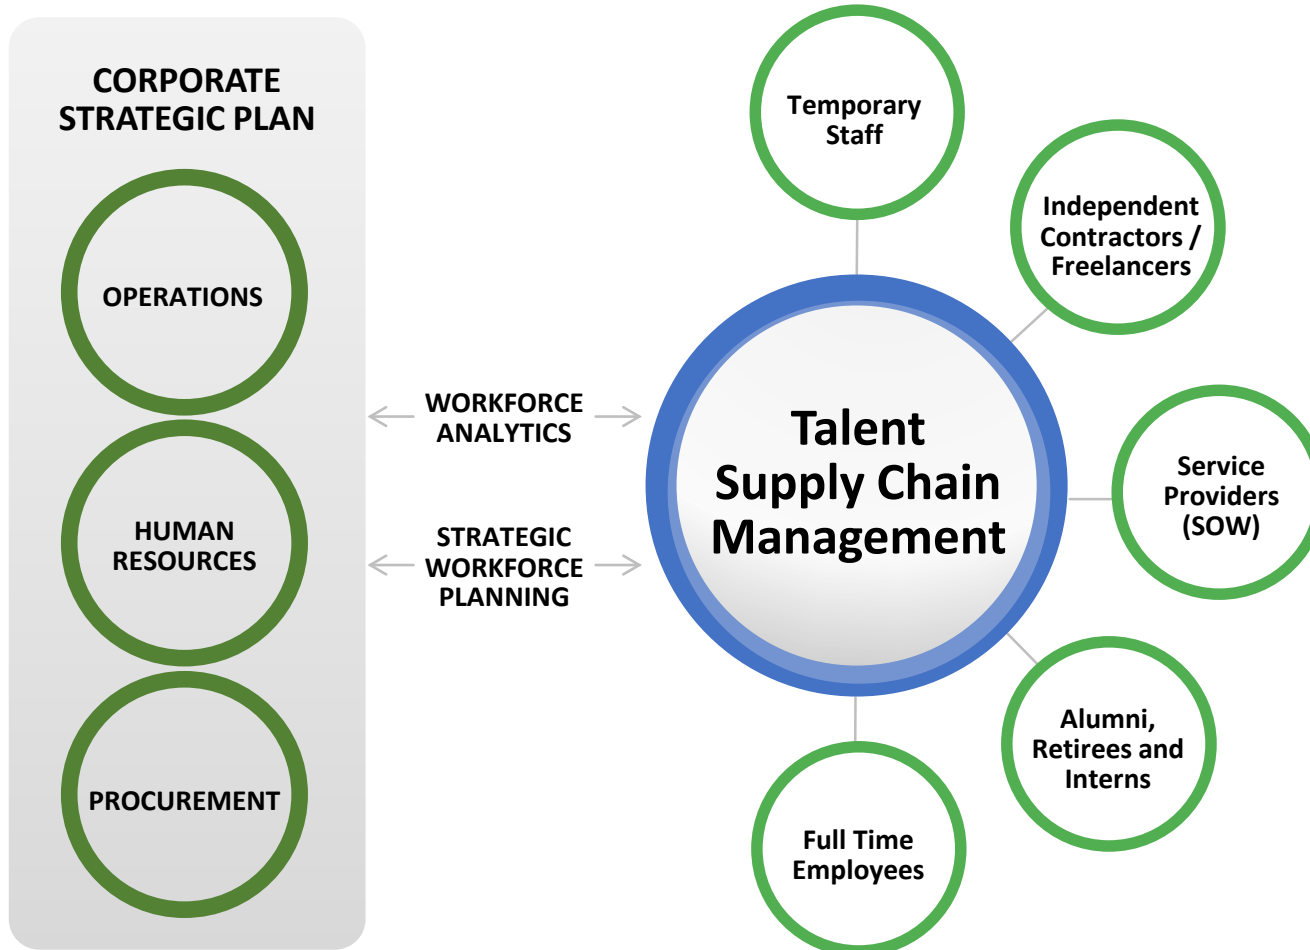 CORPORATE
STRATEGIC PLAN
OPERATIONS
HUMAN
RESOURCES
PROCUREMENT
WORKFORCE
ANALYTICS
STRATEGIC
WORKFORCE
PLANNING
Talent
Supply Chain
Management
Temporary
Staff
Independent
Contractors /
Freelancers
Service
Providers
(SOW)
Alumni,
Retirees and
Interns
Full Time
Employees